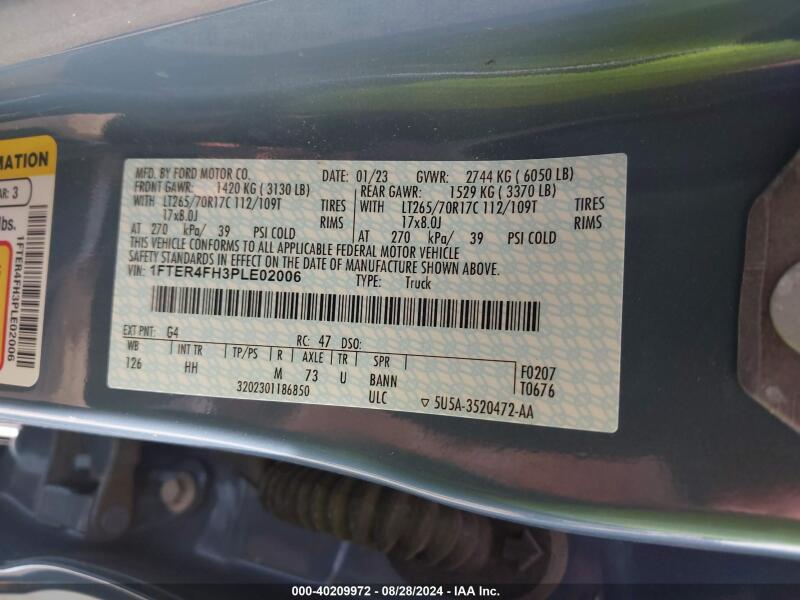 MATION
AR: 3
lbs.
1FTER4FH3PLE02006
MFD. BY FORD MOTOR CO. DATE: 01/23 GVWR: 2744 KG ( 6050 LB)
FRONT GAWR: 1420 KG ( 3130 LB) REAR GAWR: 1529 KG ( 3370 LB)
WITH LT265/70R17C 112/109T TIRES WITH LT265/70R17C 112/109T TIRES
17x8.0J RIMS 17x8.0J RIMS
AT 270 kPa/ 39 PSI COLD AT 270 kPa/ 39 PSI COLD
THIS VEHICLE CONFORMS TO ALL APPLICABLE FEDERAL MOTOR VEHICLE
SAFETY STANDARDS IN EFFECT ON THE DATE OF MANUFACTURE SHOWN ABOVE.
VIN: 1FTER4FH3PLE02006 TYPE: Truck
EXT PNT: G4 RC: 47 DSO:
WB INT TR TP/PS R AXLE TR SPR F0207
126 HH M 73 U BANN T0676
3202301186850 ULC ▽ 5U5A-3520472-AA
000-40209972 - 08/28/2024 - IAA Inc.